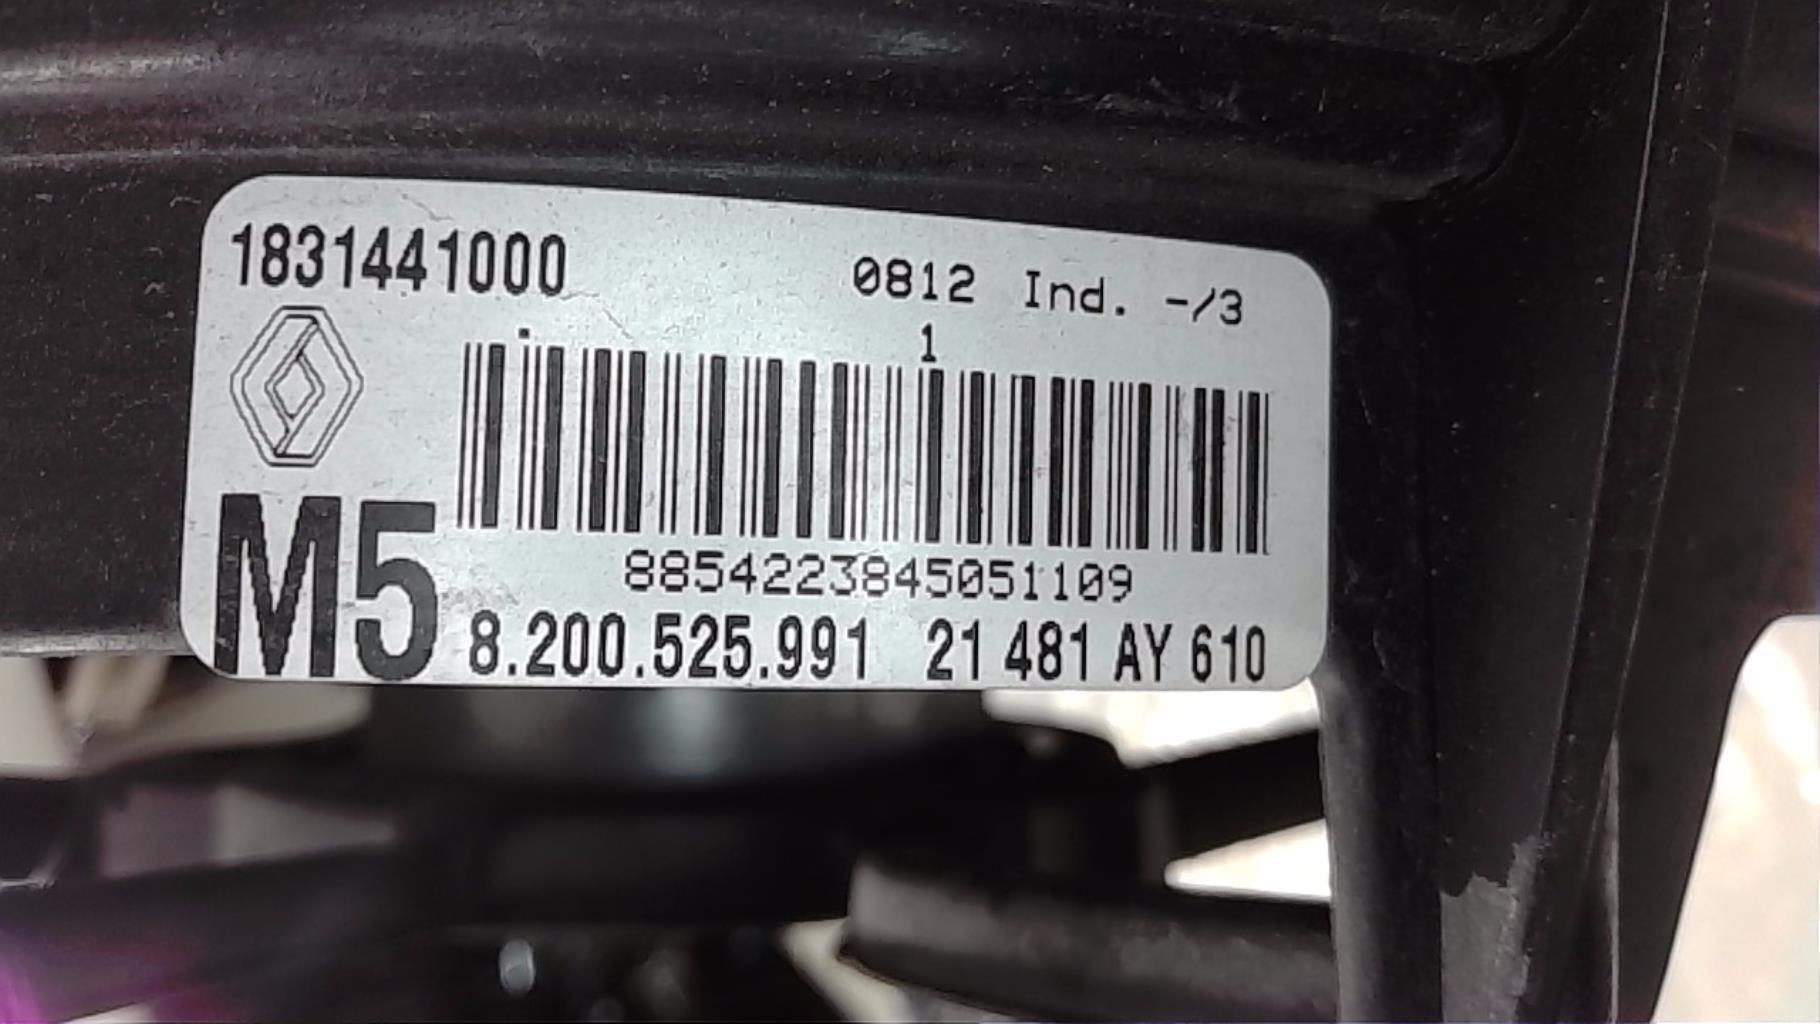 1831441000 0812 Ind. -/3
1
M5
8854223845051109
8.200.525.991 21 481 AY 610